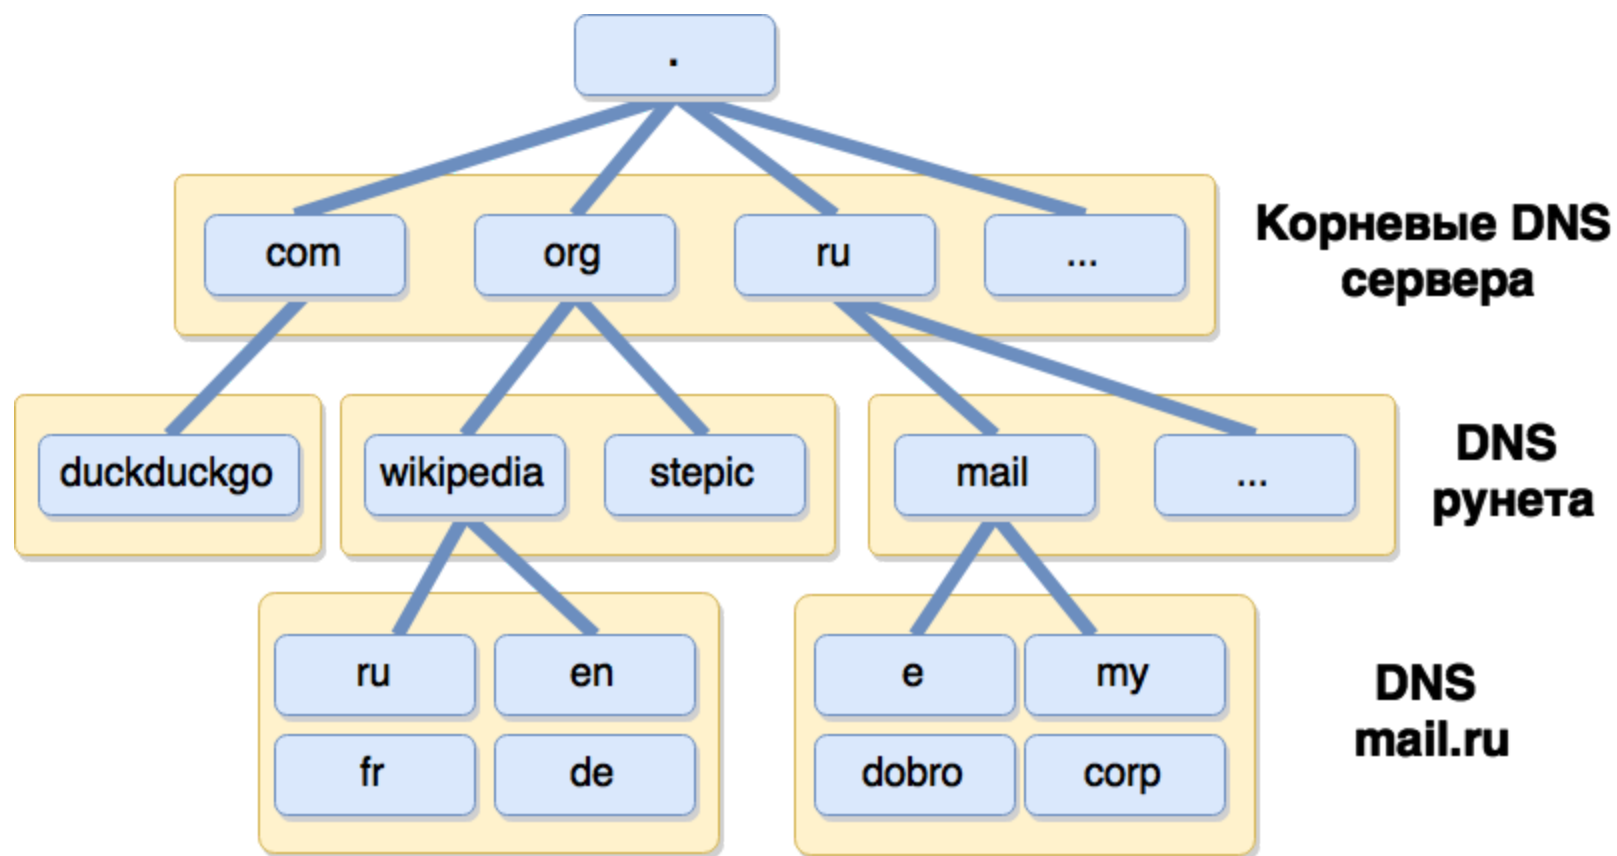 .
com
org
ru
...
Корневые DNS
сервера
duckduckgo
wikipedia
stepic
mail
...
DNS
рунета
ru
en
e
my
fr
de
dobro
corp
DNS
mail.ru